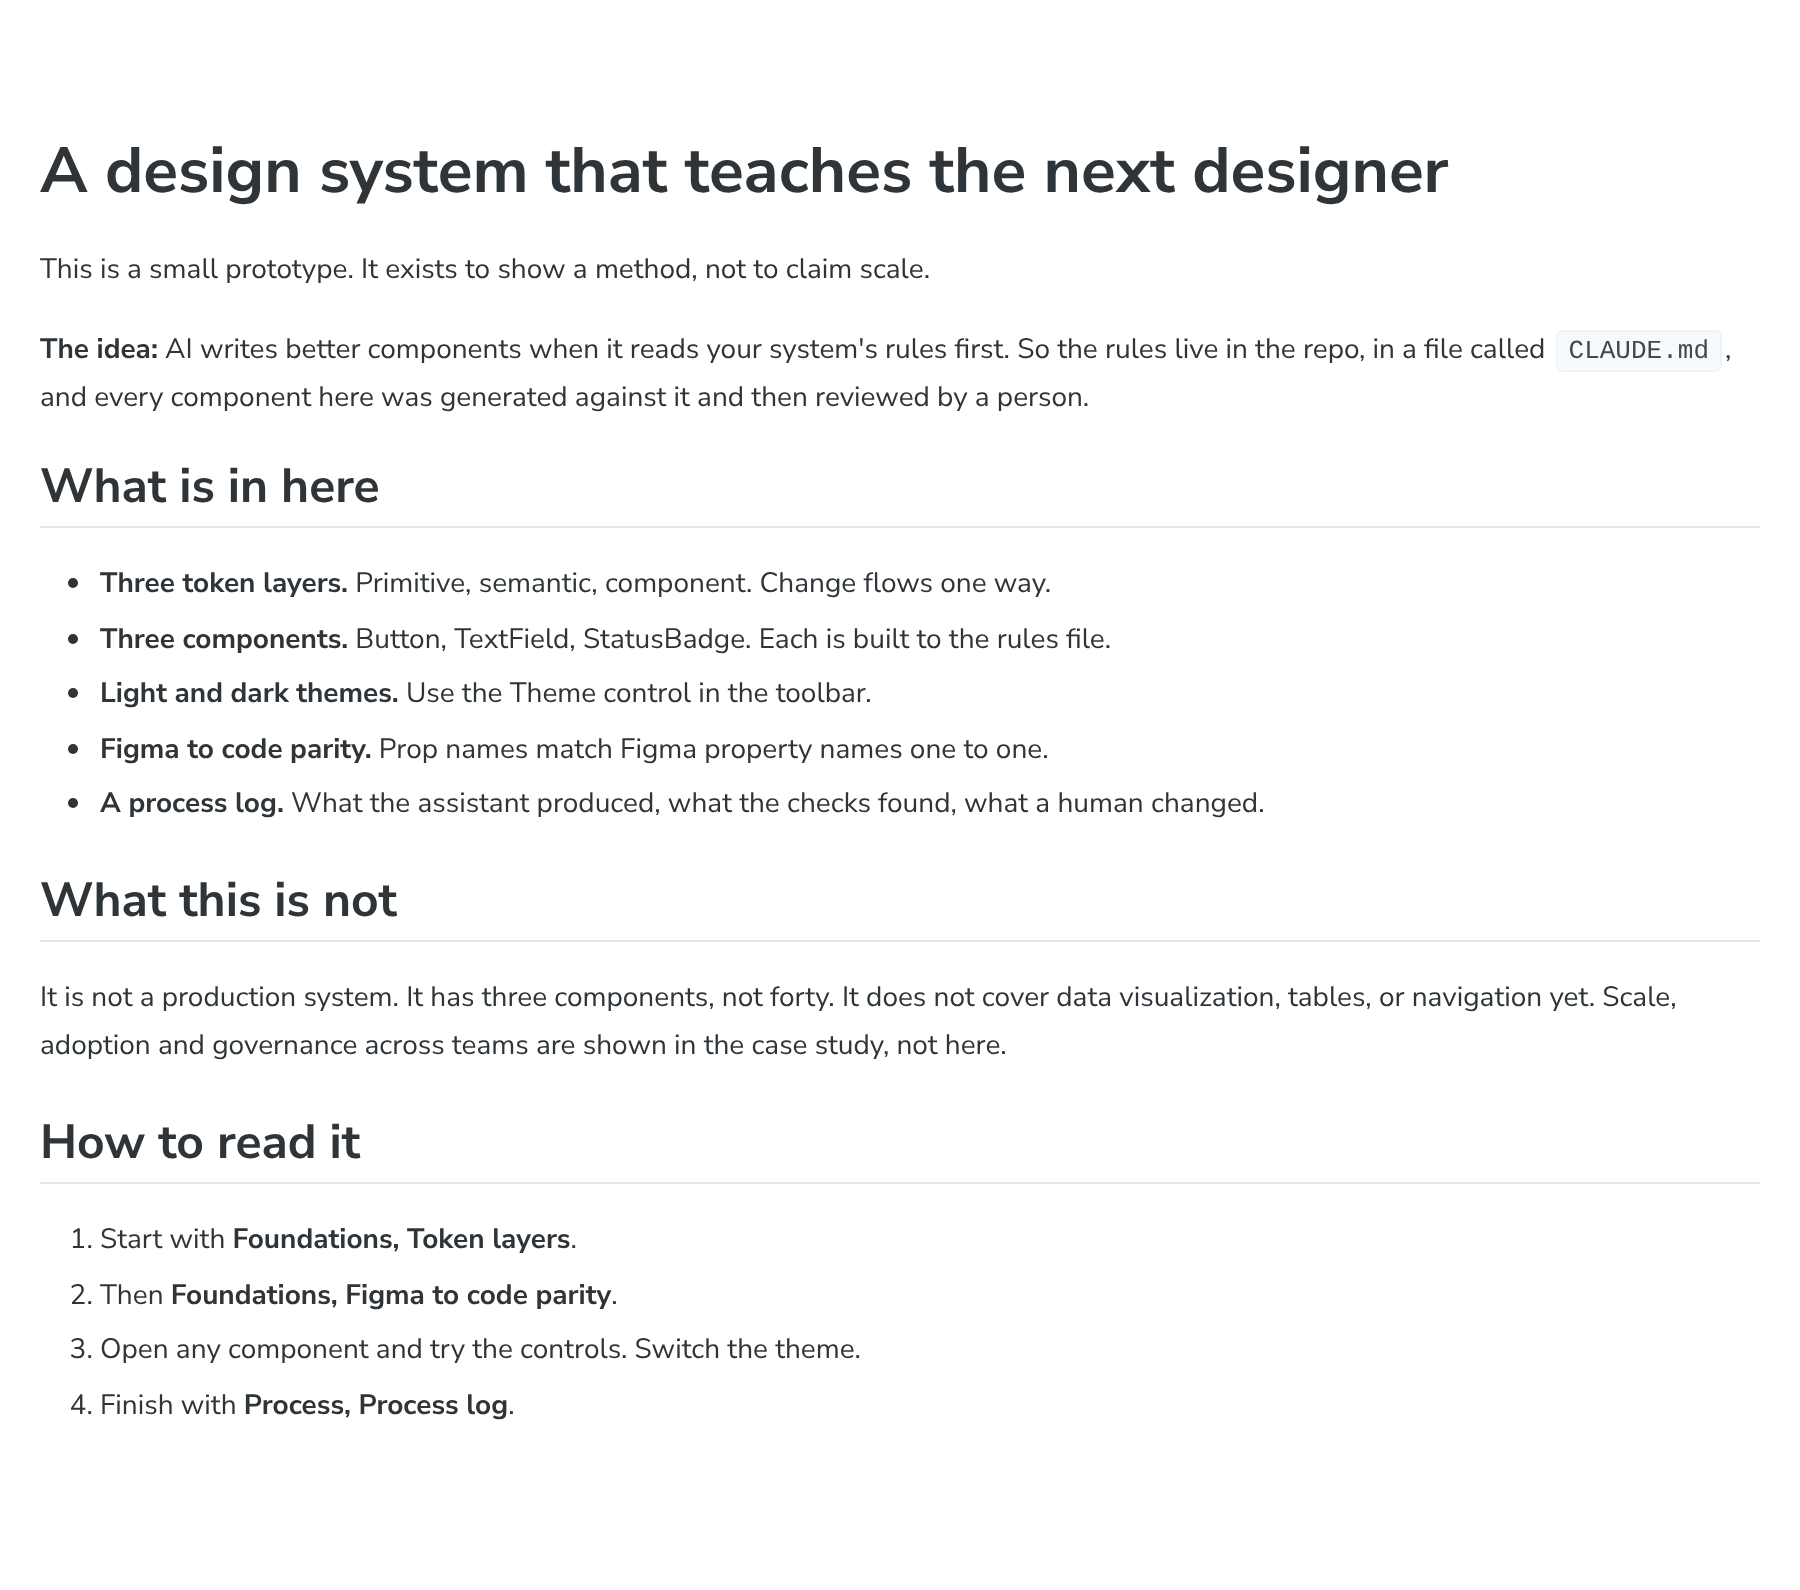 A design system that teaches the next designer
This is a small prototype. It exists to show a method, not to claim scale.
The idea: AI writes better components when it reads your system's rules first. So the rules live in the repo, in a file called CLAUDE.md,
and every component here was generated against it and then reviewed by a person.
What is in here
• Three token layers. Primitive, semantic, component. Change flows one way.
• Three components. Button, TextField, StatusBadge. Each is built to the rules file.
• Light and dark themes. Use the Theme control in the toolbar.
• Figma to code parity. Prop names match Figma property names one to one.
• A process log. What the assistant produced, what the checks found, what a human changed.
What this is not
It is not a production system. It has three components, not forty. It does not cover data visualization, tables, or navigation yet. Scale,
adoption and governance across teams are shown in the case study, not here.
How to read it
1. Start with Foundations, Token layers.
2. Then Foundations, Figma to code parity.
3. Open any component and try the controls. Switch the theme.
4. Finish with Process, Process log.